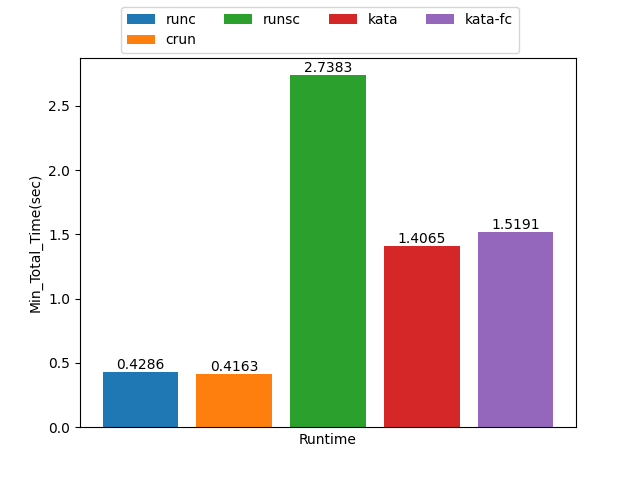 runc runsc kata kata-fc
crun
2.7383
2.5
2.0
1.5191
1.5
1.4065
1.0
0.5
0.4286
0.4163
0.0
Min_Total_Time(sec)
Runtime